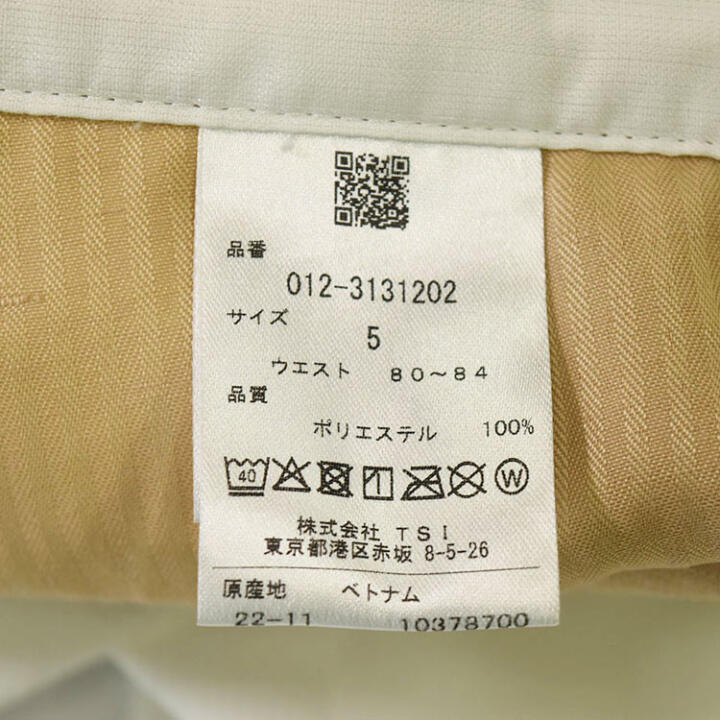 品番
012-3131202
サイズ
5
ウエスト 80～84
品質
ポリエステル 100%
40
W
株式会社 TSI
東京都港区赤坂 8-5-26
原産地 ベトナム
22-11 10378700